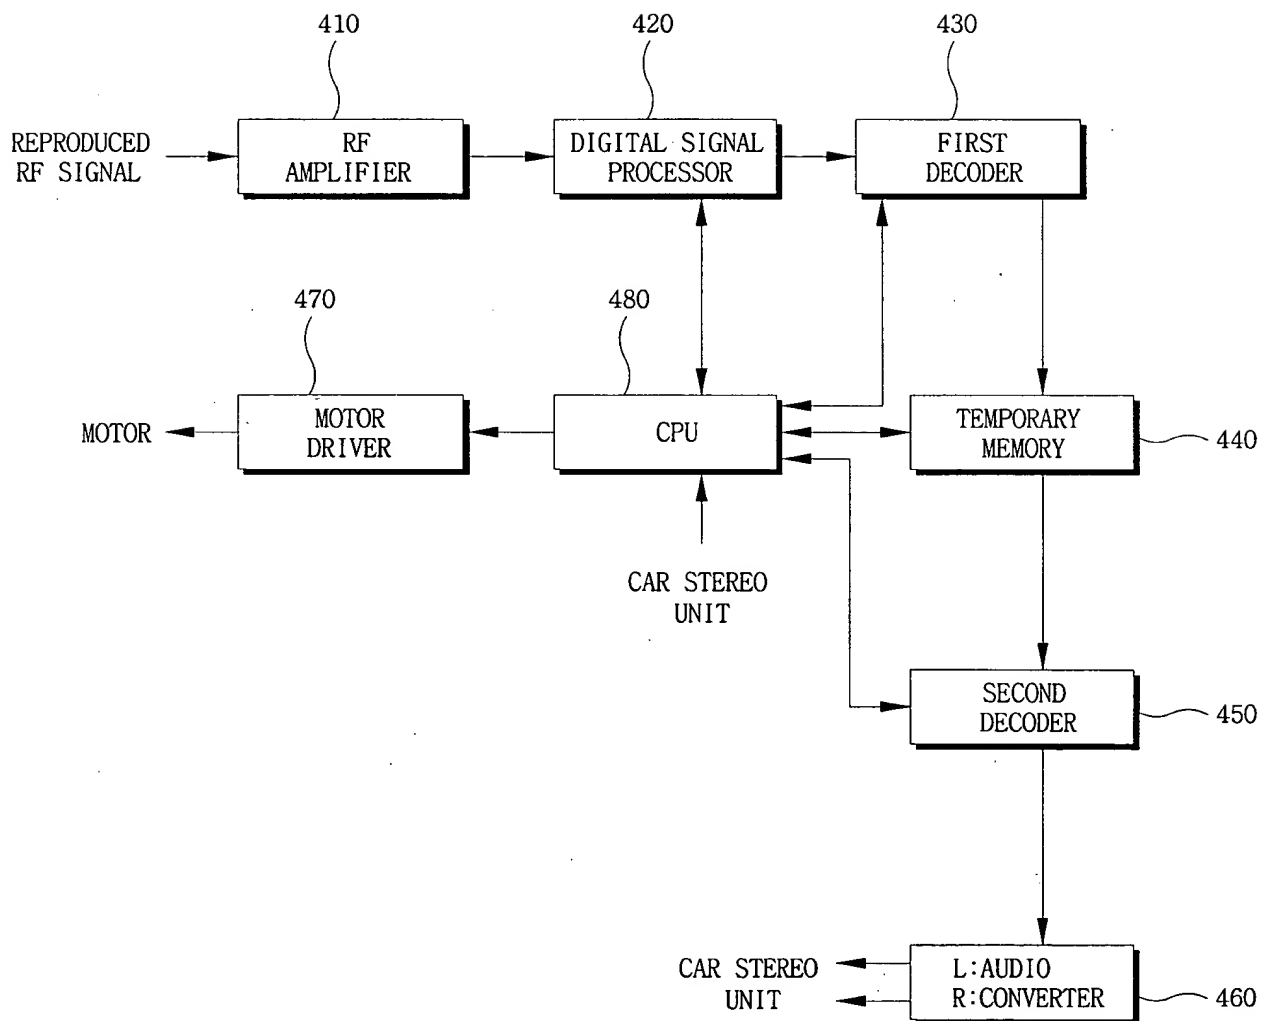 410
420
430
REPRODUCED
RF SIGNAL
RF
AMPLIFIER
DIGITAL SIGNAL
PROCESSOR
FIRST
DECODER
470
480
MOTOR
MOTOR
DRIVER
CPU
TEMPORARY
MEMORY
440
CAR STEREO
UNIT
SECOND
DECODER
450
CAR STEREO
UNIT
L:AUDIO
R:CONVERTER
460